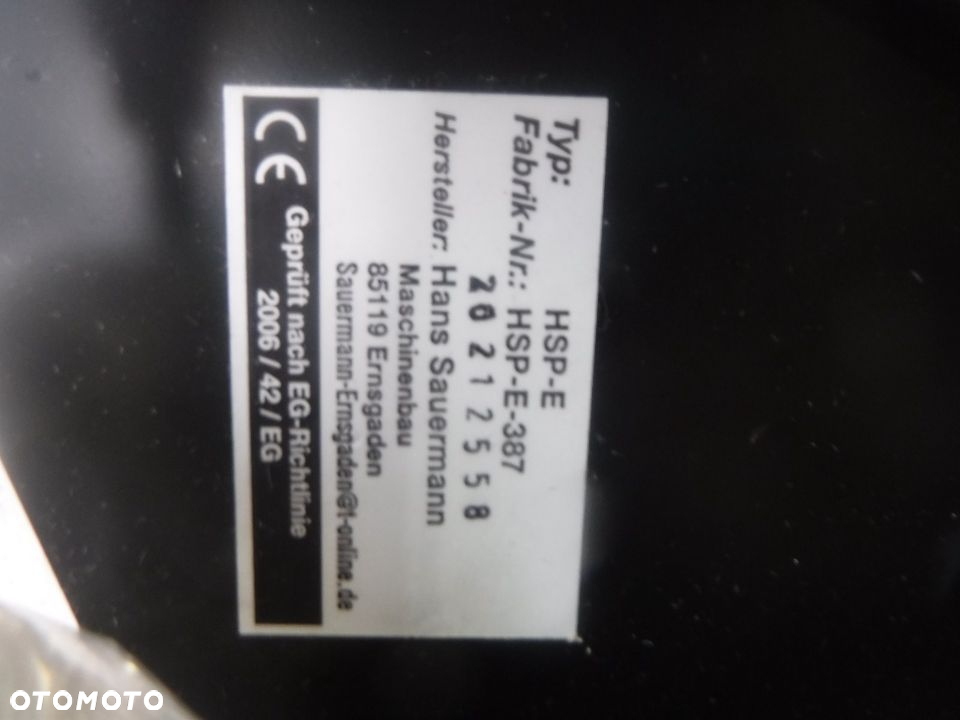 Typ: HSP-E
Fabrik-Nr.: HSP-E-387
20212558
Hersteller: Hans Sauermann
Maschinenbau
85119 Ernsgaden
Sauermann-Ernsgaden@t-online.de
CE Geprüft nach EG-Richtlinie
2006 / 42 / EG
OTOMOTO